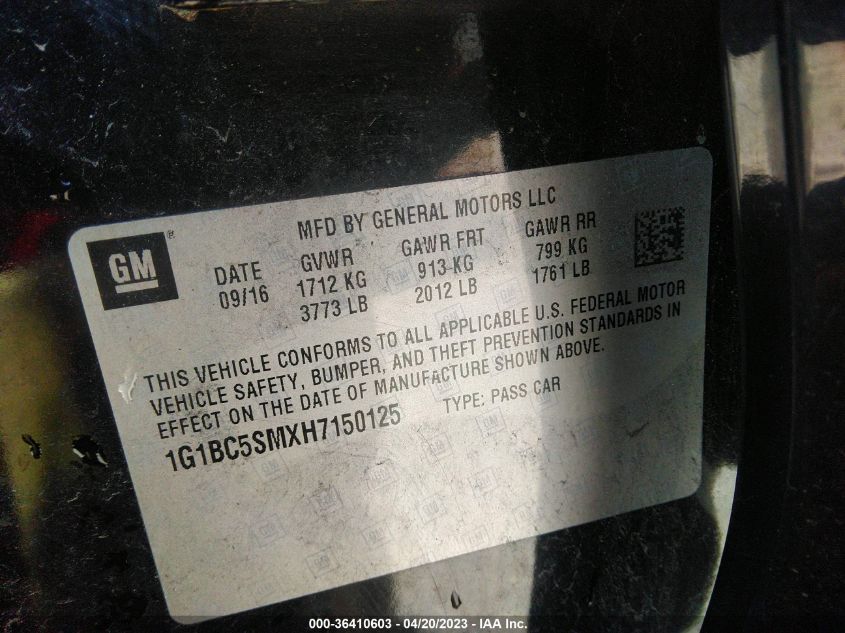 MFD BY GENERAL MOTORS LLC
GM®
DATE GVWR GAWR FRT GAWR RR
09/16 1712 KG 913 KG 799 KG
3773 LB 2012 LB 1761 LB
THIS VEHICLE CONFORMS TO ALL APPLICABLE U.S. FEDERAL MOTOR
VEHICLE SAFETY, BUMPER, AND THEFT PREVENTION STANDARDS IN
EFFECT ON THE DATE OF MANUFACTURE SHOWN ABOVE.
1G1BC5SMXH7150125 TYPE: PASS CAR
000-36410603 - 04/20/2023 - IAA Inc.